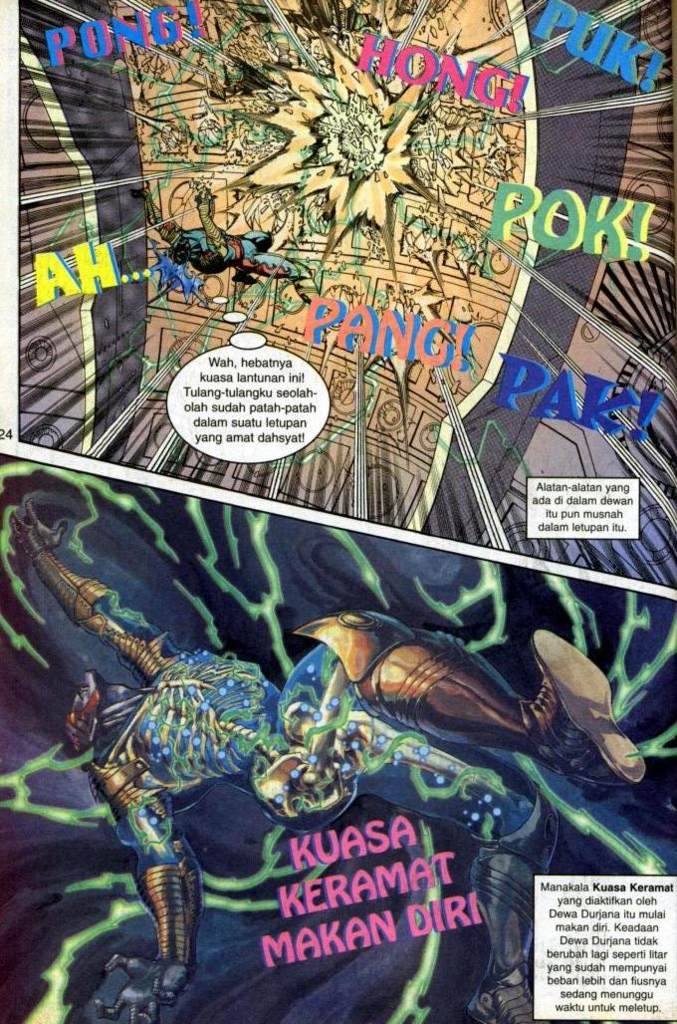 PONG!
HONG!
PUK!
POK!
AH...
PANG!
PAK!
Wah, hebatnya
kuasa lantunan ini!
Tulang-tulangku seolah-
olah sudah patah-patah
dalam suatu letupan
yang amat dahsyat!
24
Alatan-alatan yang
ada di dalam dewan
itu pun musnah
dalam letupan itu.
KUASA
KERAMAT
MAKAN DIRI
Manakala Kuasa Keramat
yang diaktifkan oleh
Dewa Durjana itu mulai
makan diri. Keadaan
Dewa Durjana tidak
berubah lagi seperti litar
yang sudah mempunyai
beban lebih dan fiusnya
sedang menunggu
waktu untuk meletup.